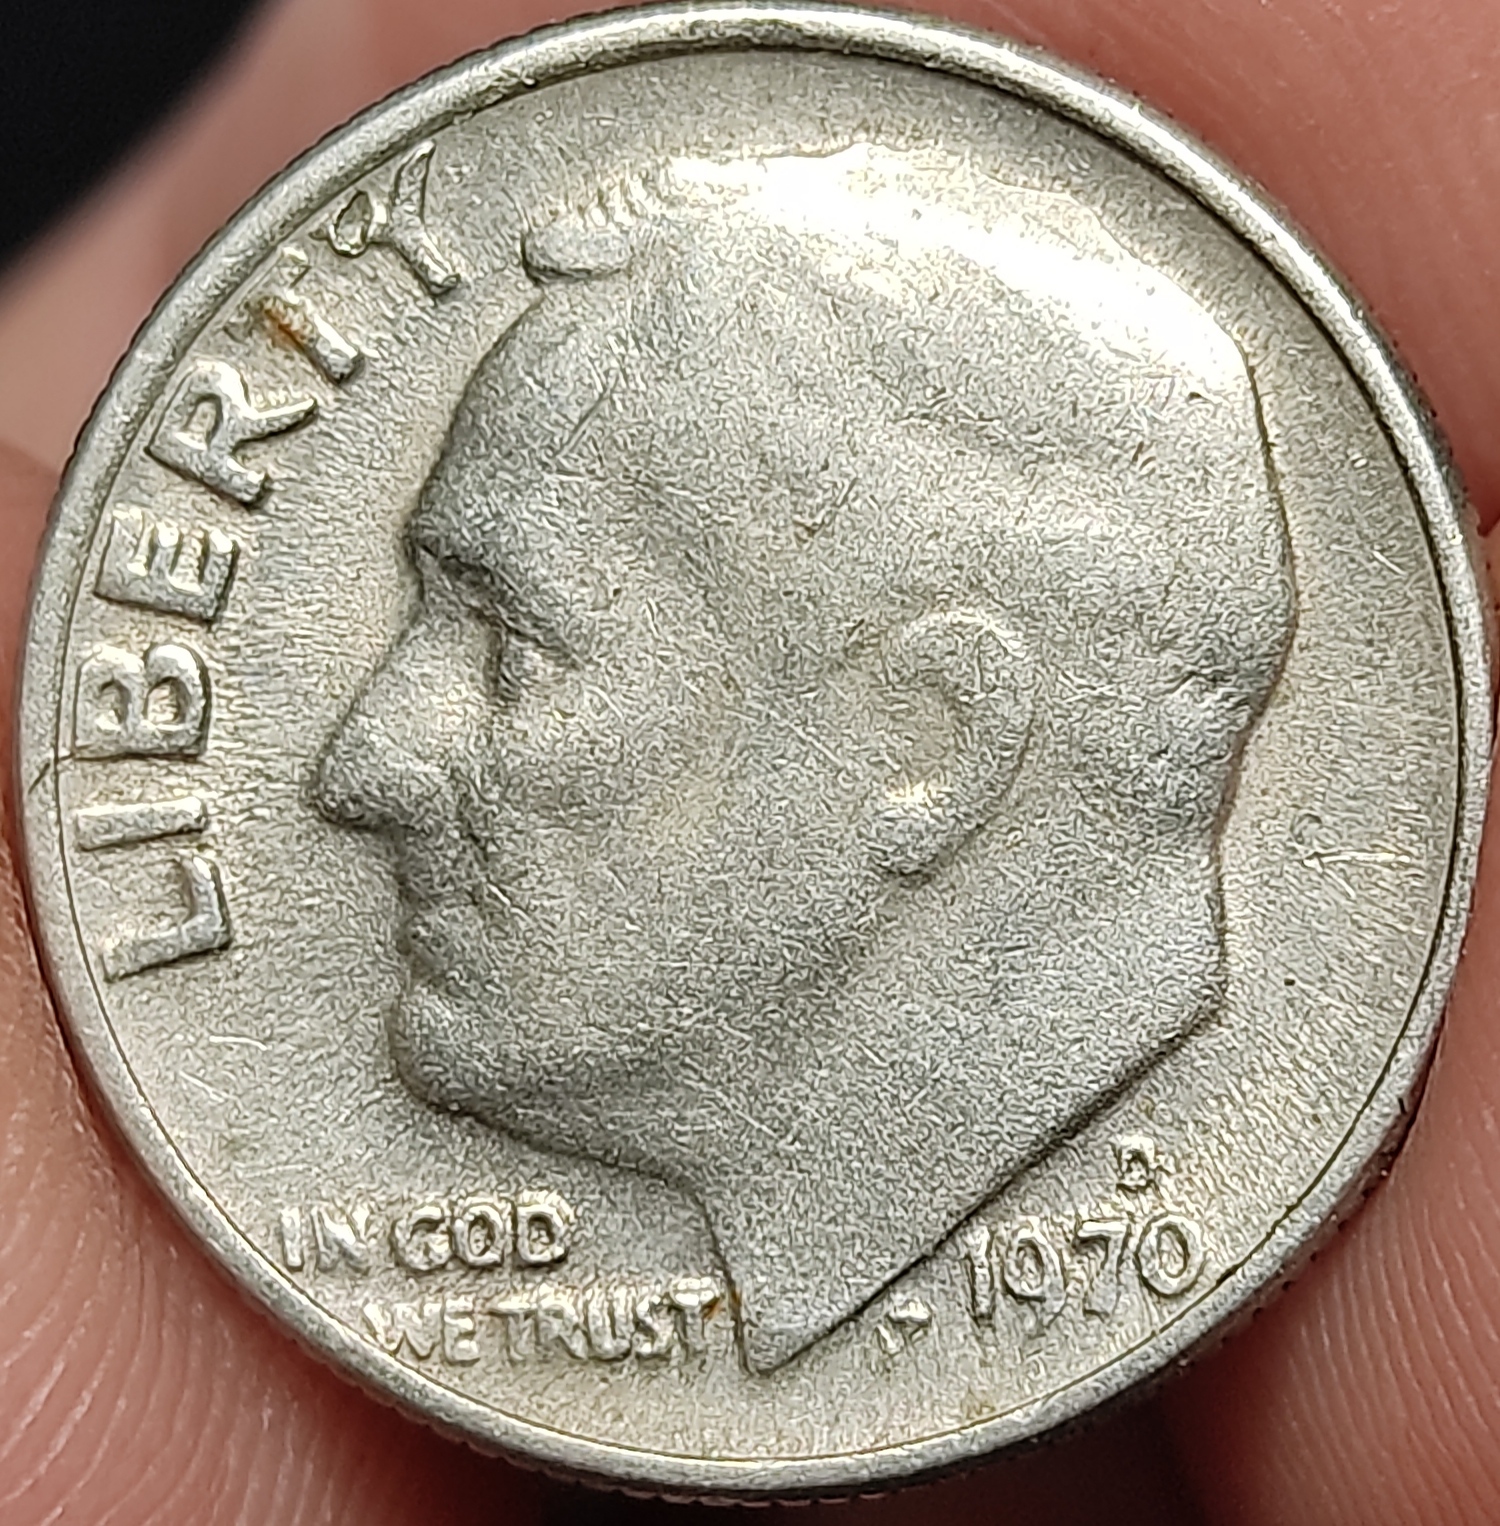 LIBERTY
IN GOD
WE TRUST
D
1970